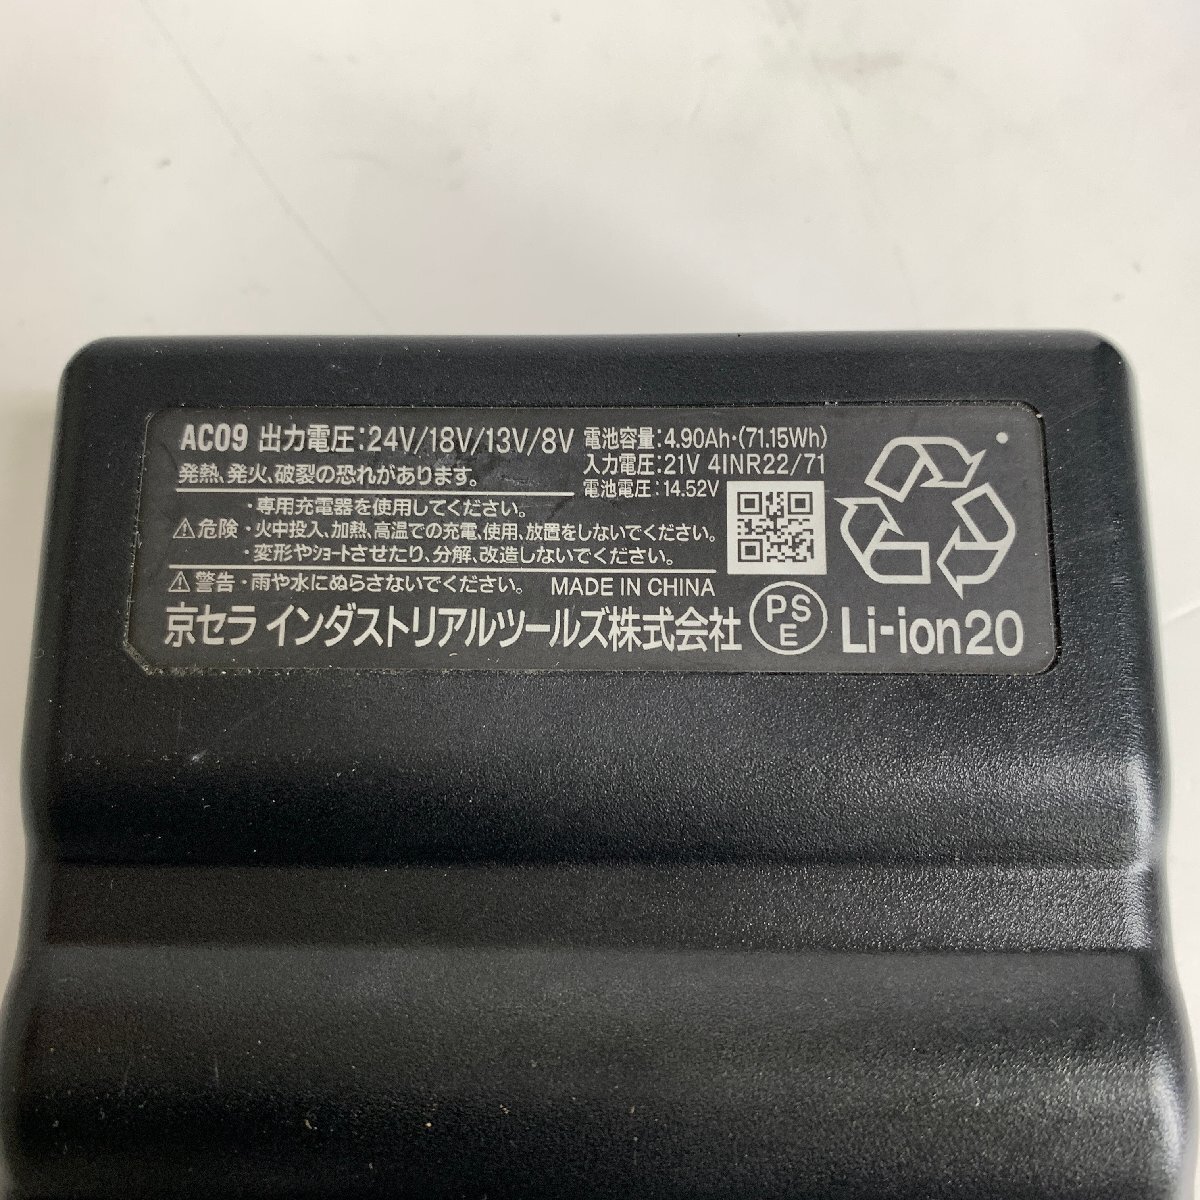 AC09 出力電圧:24V/18V/13V/8V
発熱、発火、破裂の恐れがあります。
電池容量:4.90Ah・(71.15Wh)
入力電圧:21V 4INR22/71
電池電圧:14.52V
・専用充電器を使用してください。
⚠危険・火中投入、加熱、高温での充電、使用、放置をしないでください。
・変形やショートさせたり、分解、改造しないでください。
⚠警告・雨や水にぬらさないでください。 MADE IN CHINA
京セラ インダストリアルツールズ株式会社
PS
E
Li-ion20